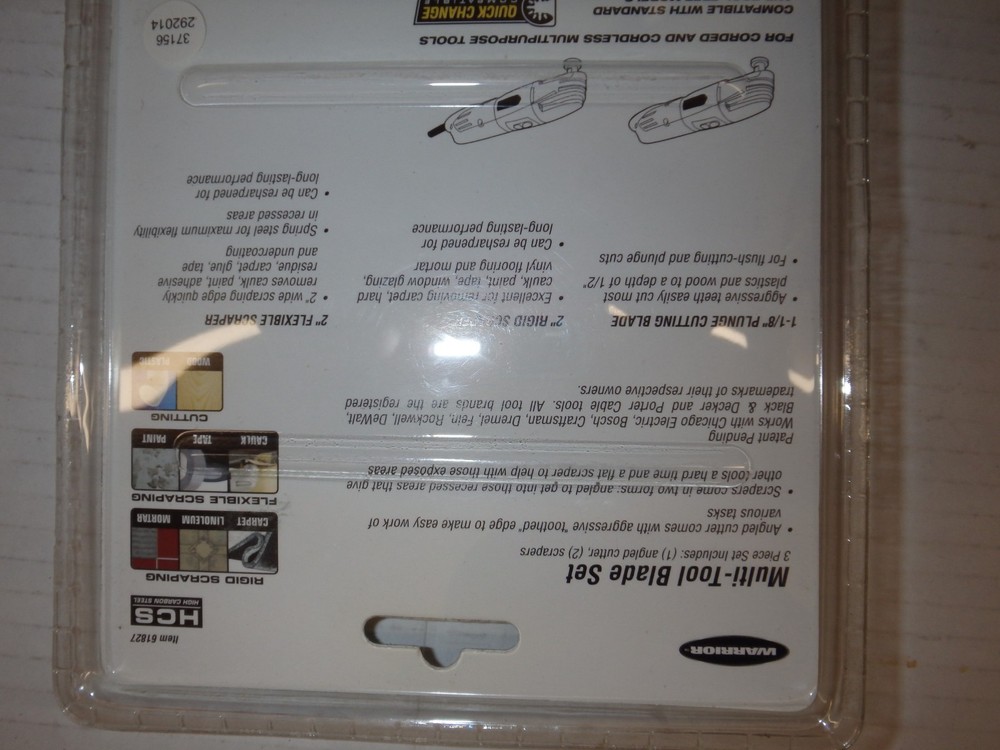 WARRIOR
Item 61827
HCS
HIGH CARBON STEEL
Multi-Tool Blade Set
3 Piece Set Includes: (1) angled cutter, (2) scrapers
• Angled cutter comes with aggressive "toothed" edge to make easy work of
various tasks
• Scrapers come in two forms: angled to get into those recessed areas that give
other tools a hard time and a flat scraper to help with those exposed areas
Patent Pending
Works with Chicago Electric, Bosch, Craftsman, Dremel, Fein, Rockwell, DeWalt,
Black & Decker and Porter Cable tools. All tool brands are the registered
trademarks of their respective owners.
RIGID SCRAPING
CARPET LINOLEUM MORTAR
FLEXIBLE SCRAPING
CAULK TAPE PAINT
CUTTING
WOOD PLASTIC
1-1/8" PLUNGE CUTTING BLADE
• Aggressive teeth easily cut most
plastics and wood to a depth of 1/2"
• For flush-cutting and plunge cuts
2" RIGID SCRAPER
• Excellent for removing carpet, hard
caulk, paint, tape, window glazing,
vinyl flooring and mortar
• Can be resharpened for
long-lasting performance
2" FLEXIBLE SCRAPER
• 2" wide scraping edge quickly
removes caulk, paint, adhesive
residue, carpet, glue, tape
and undercoating
• Spring steel for maximum flexibility
in recessed areas
• Can be resharpened for
long-lasting performance
FOR CORDED AND CORDLESS MULTIPURPOSE TOOLS
COMPATIBLE WITH STANDARD
QUICK CHANGE
COMPATIBLE
37156
292014